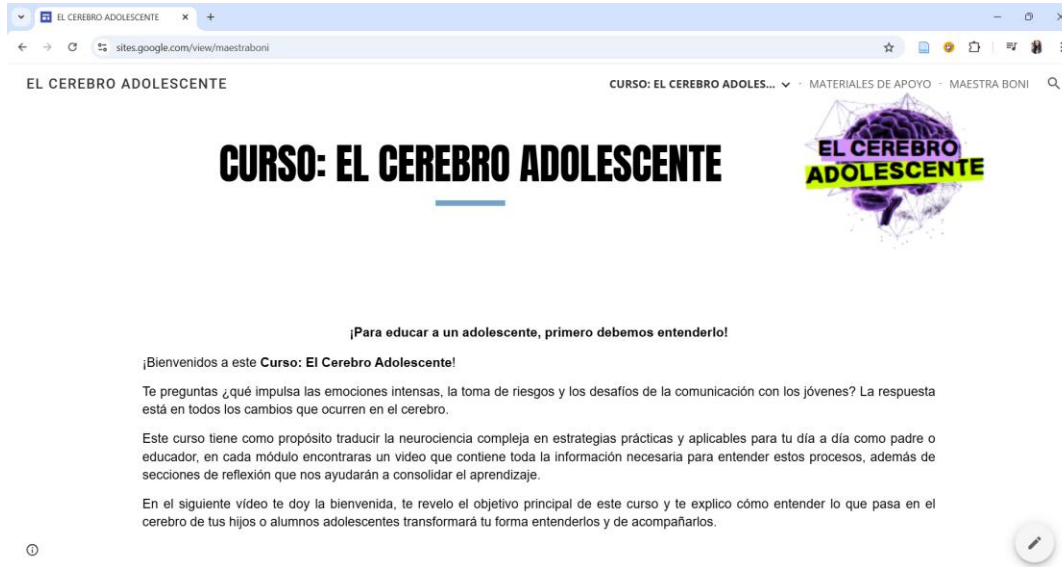 EL CEREBRO ADOLESCENTE
sites.google.com/view/maestraboni
EL CEREBRO ADOLESCENTE
CURSO: EL CEREBRO ADOLES... · MATERIALES DE APOYO · MAESTRA BONI
CURSO: EL CEREBRO ADOLESCENTE
EL CEREBRO
ADOLESCENTE
¡Para educar a un adolescente, primero debemos entenderlo!
¡Bienvenidos a este Curso: El Cerebro Adolescente!
Te preguntas ¿qué impulsa las emociones intensas, la toma de riesgos y los desafíos de la comunicación con los jóvenes? La respuesta
está en todos los cambios que ocurren en el cerebro.
Este curso tiene como propósito traducir la neurociencia compleja en estrategias prácticas y aplicables para tu día a día como padre o
educador, en cada módulo encontraras un video que contiene toda la información necesaria para entender estos procesos, además de
secciones de reflexión que nos ayudarán a consolidar el aprendizaje.
En el siguiente vídeo te doy la bienvenida, te revelo el objetivo principal de este curso y te explico cómo entender lo que pasa en el
cerebro de tus hijos o alumnos adolescentes transformará tu forma entenderlos y de acompañarlos.